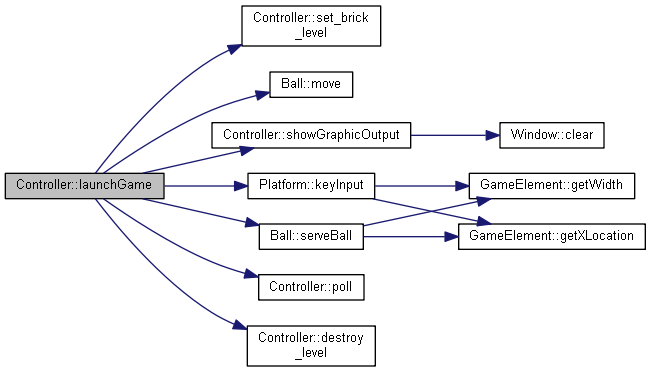 Controller::set_brick
_level
Ball::move
Controller::showGraphicOutput
Window::clear
Controller::launchGame
Platform::keyInput
GameElement::getWidth
Ball::serveBall
GameElement::getXLocation
Controller::poll
Controller::destroy
_level